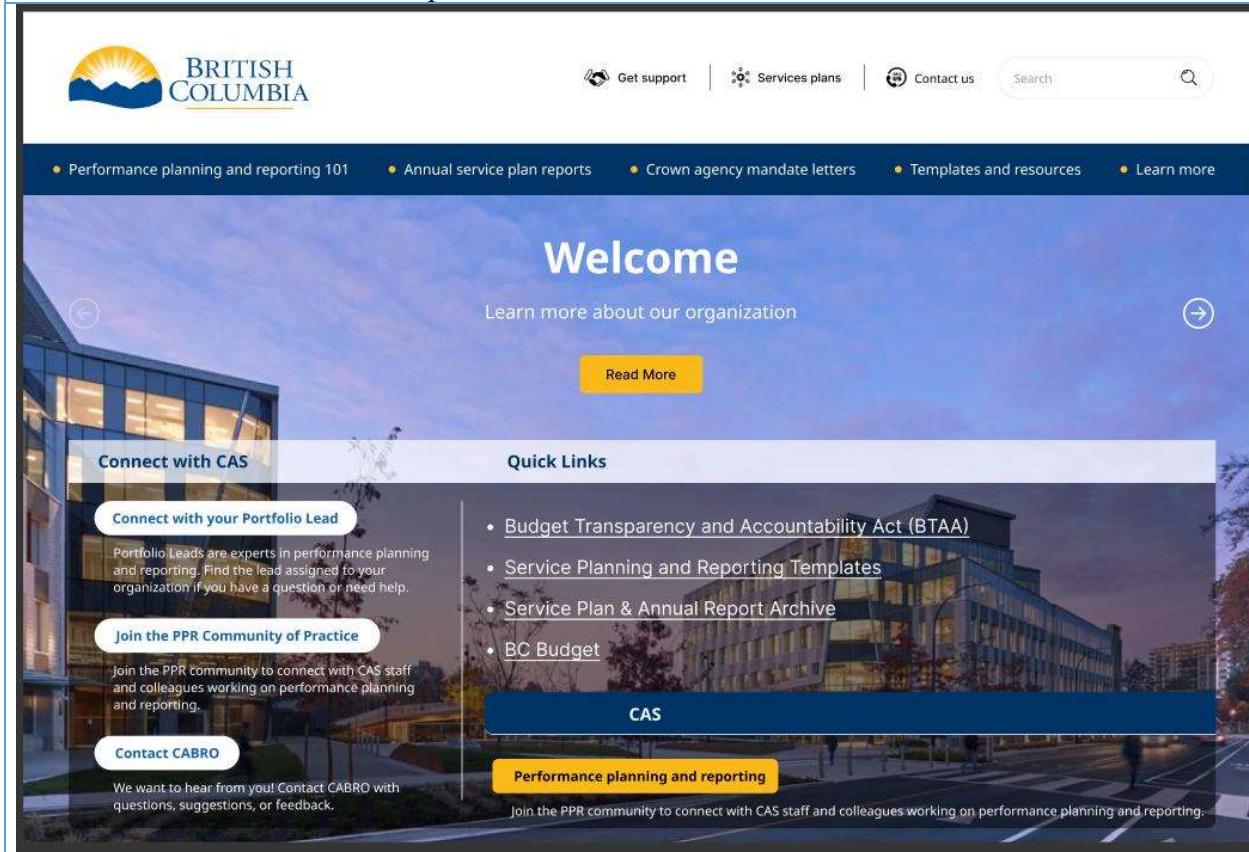 BRITISH
COLUMBIA
Get support
Services plans
Contact us
Search
Performance planning and reporting 101
Annual service plan reports
Crown agency mandate letters
Templates and resources
Learn more
Welcome
Learn more about our organization
Read More
Connect with CAS
Connect with your Portfolio Lead
Portfolio Leads are experts in performance planning
and reporting. Find the lead assigned to your
organization if you have a question or need help.
Join the PPR Community of Practice
Join the PPR community to connect with CAS staff
and colleagues working on performance planning
and reporting.
Contact CABRO
We want to hear from you! Contact CABRO with
questions, suggestions, or feedback.
Quick Links
• Budget Transparency and Accountability Act (BTAA)
• Service Planning and Reporting Templates
• Service Plan & Annual Report Archive
• BC Budget
CAS
Performance planning and reporting
Join the PPR community to connect with CAS staff and colleagues working on performance planning and reporting.